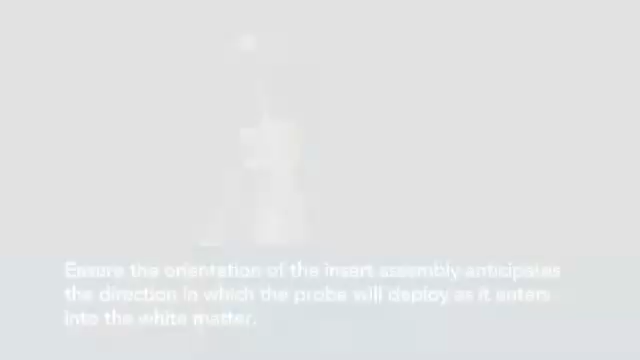 Ensure the orientation of the insert assembly anticipates
the direction in which the probe will deploy as it enters
into the white matter.